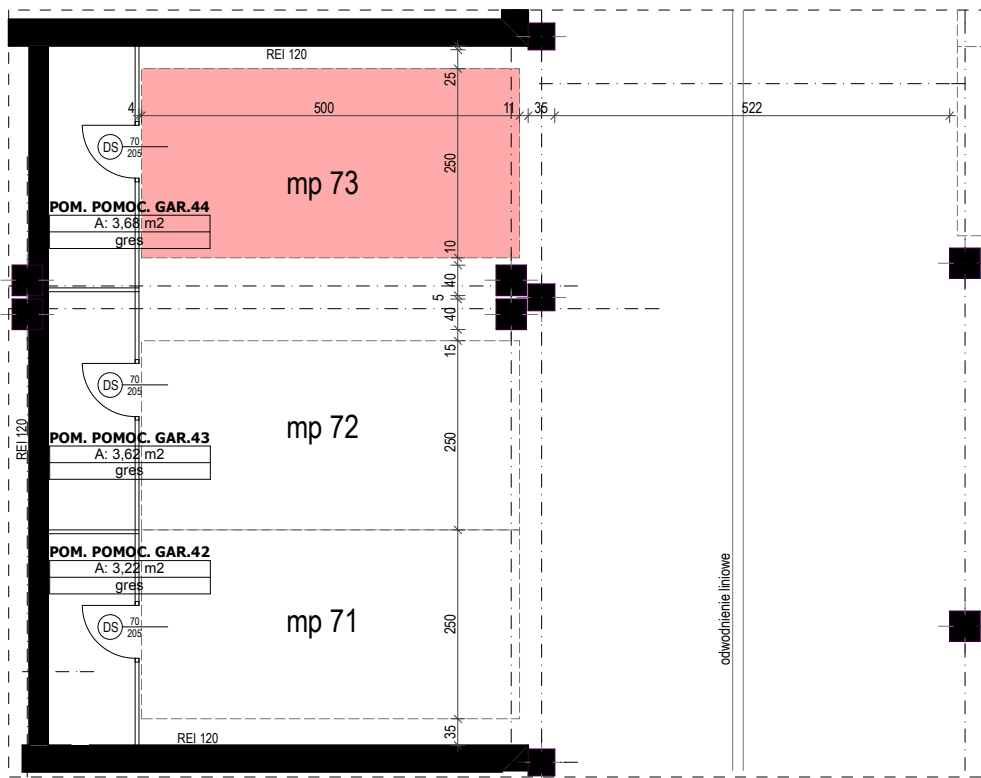 REI 120
25
4
500
11
35
522
DS
70
205
250
mp 73
POM. POMOC. GAR.44
A: 3,68 m2
gres
10
40
5
40
15
DS
70
205
mp 72
REI 120
POM. POMOC. GAR.43
A: 3,62 m2
gres
250
POM. POMOC. GAR.42
A: 3,22 m2
gres
DS
70
205
mp 71
250
odwodnienie liniowe
REI 120
35